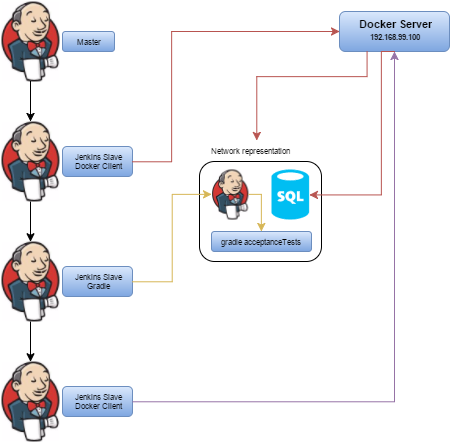 Master
Docker Server
192.168.99.100
Jenkins Slave
Docker Client
Network representation
SQL
gradle acceptanceTests
Jenkins Slave
Gradle
Jenkins Slave
Docker Client